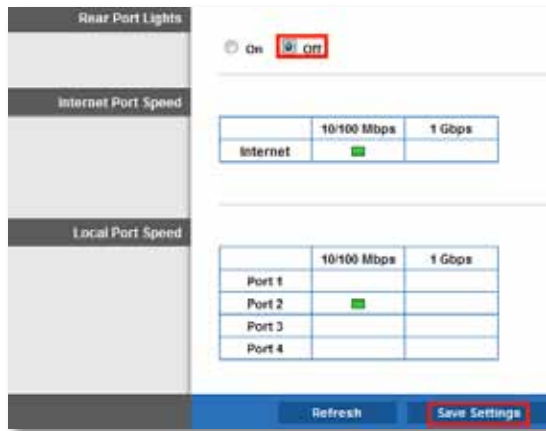 Rear Port Lights
On Off
Internet Port Speed
10/100 Mbps 1 Gbps
Internet
Local Port Speed
10/100 Mbps 1 Gbps
Port 1
Port 2
Port 3
Port 4
Refresh Save Settings